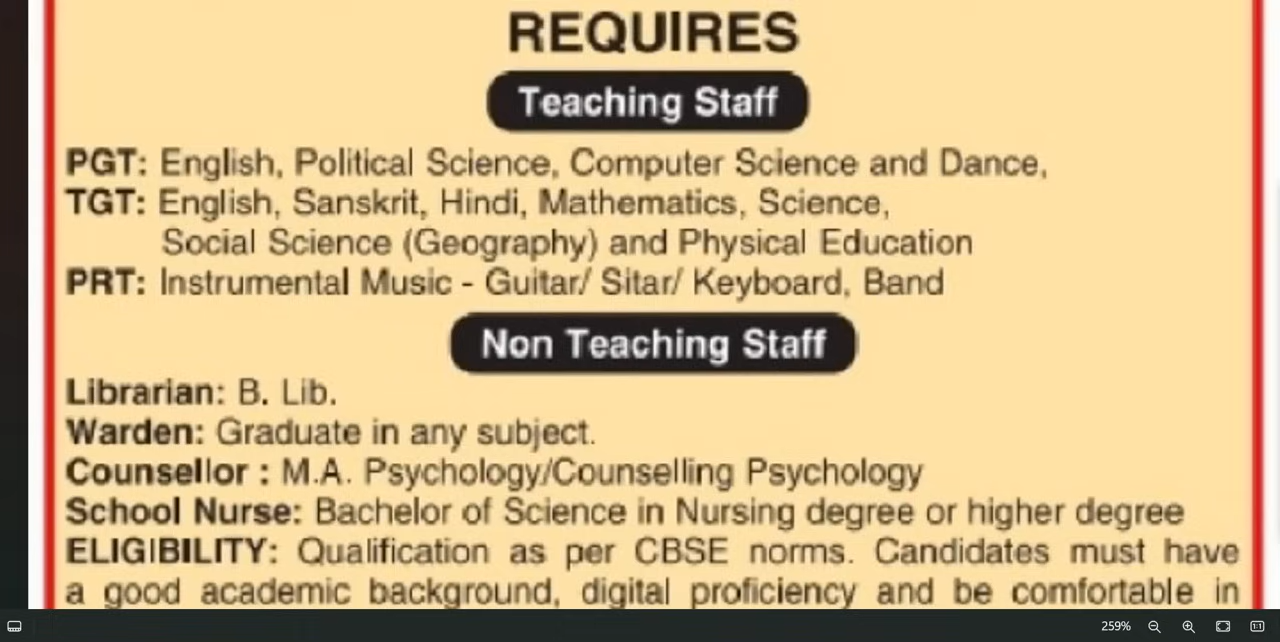 REQUIRES
Teaching Staff
PGT: English, Political Science, Computer Science and Dance,
TGT: English, Sanskrit, Hindi, Mathematics, Science,
Social Science (Geography) and Physical Education
PRT: Instrumental Music - Guitar/ Sitar/ Keyboard, Band
Non Teaching Staff
Librarian: B. Lib.
Warden: Graduate in any subject.
Counsellor : M.A. Psychology/Counselling Psychology
School Nurse: Bachelor of Science in Nursing degree or higher degree
ELIGIBILITY: Qualification as per CBSE norms. Candidates must have
a good academic background, digital proficiency and be comfortable in
259%
1:1